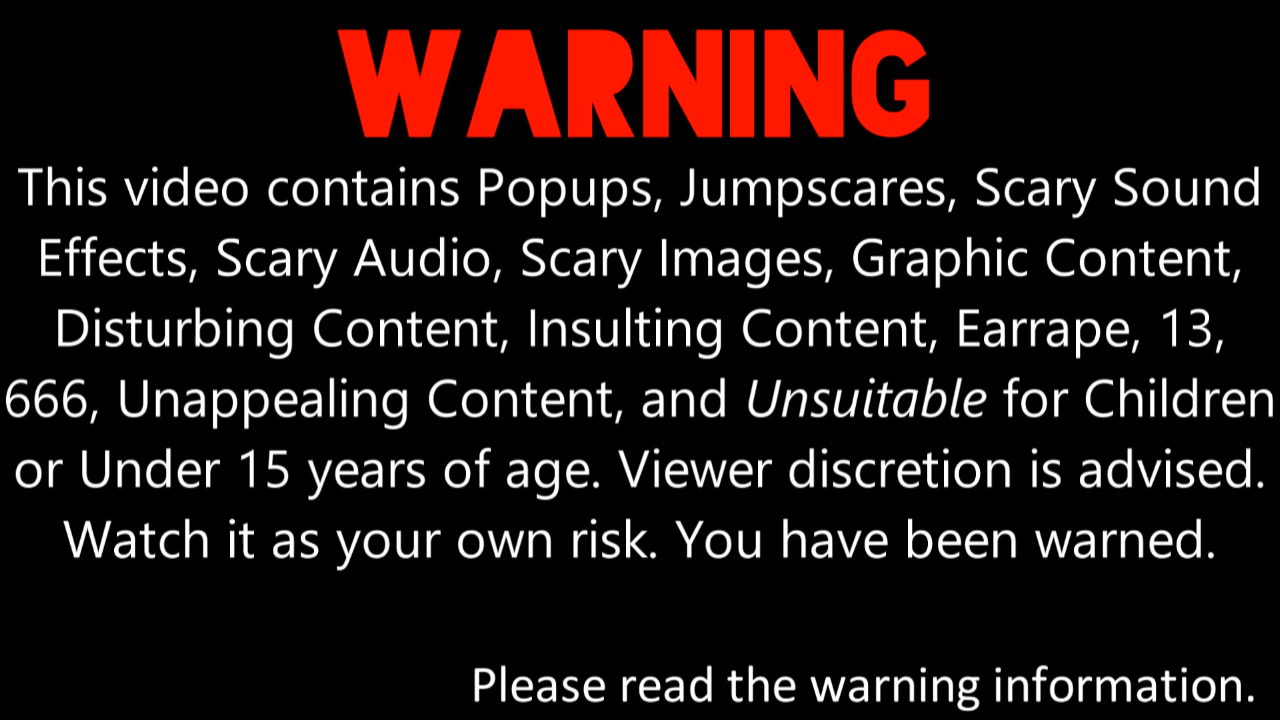 WARNING
This video contains Popups, Jumpscares, Scary Sound
Effects, Scary Audio, Scary Images, Graphic Content,
Disturbing Content, Insulting Content, Earrape, 13,
666, Unappealing Content, and Unsuitable for Children
or Under 15 years of age. Viewer discretion is advised.
Watch it as your own risk. You have been warned.
Please read the warning information.